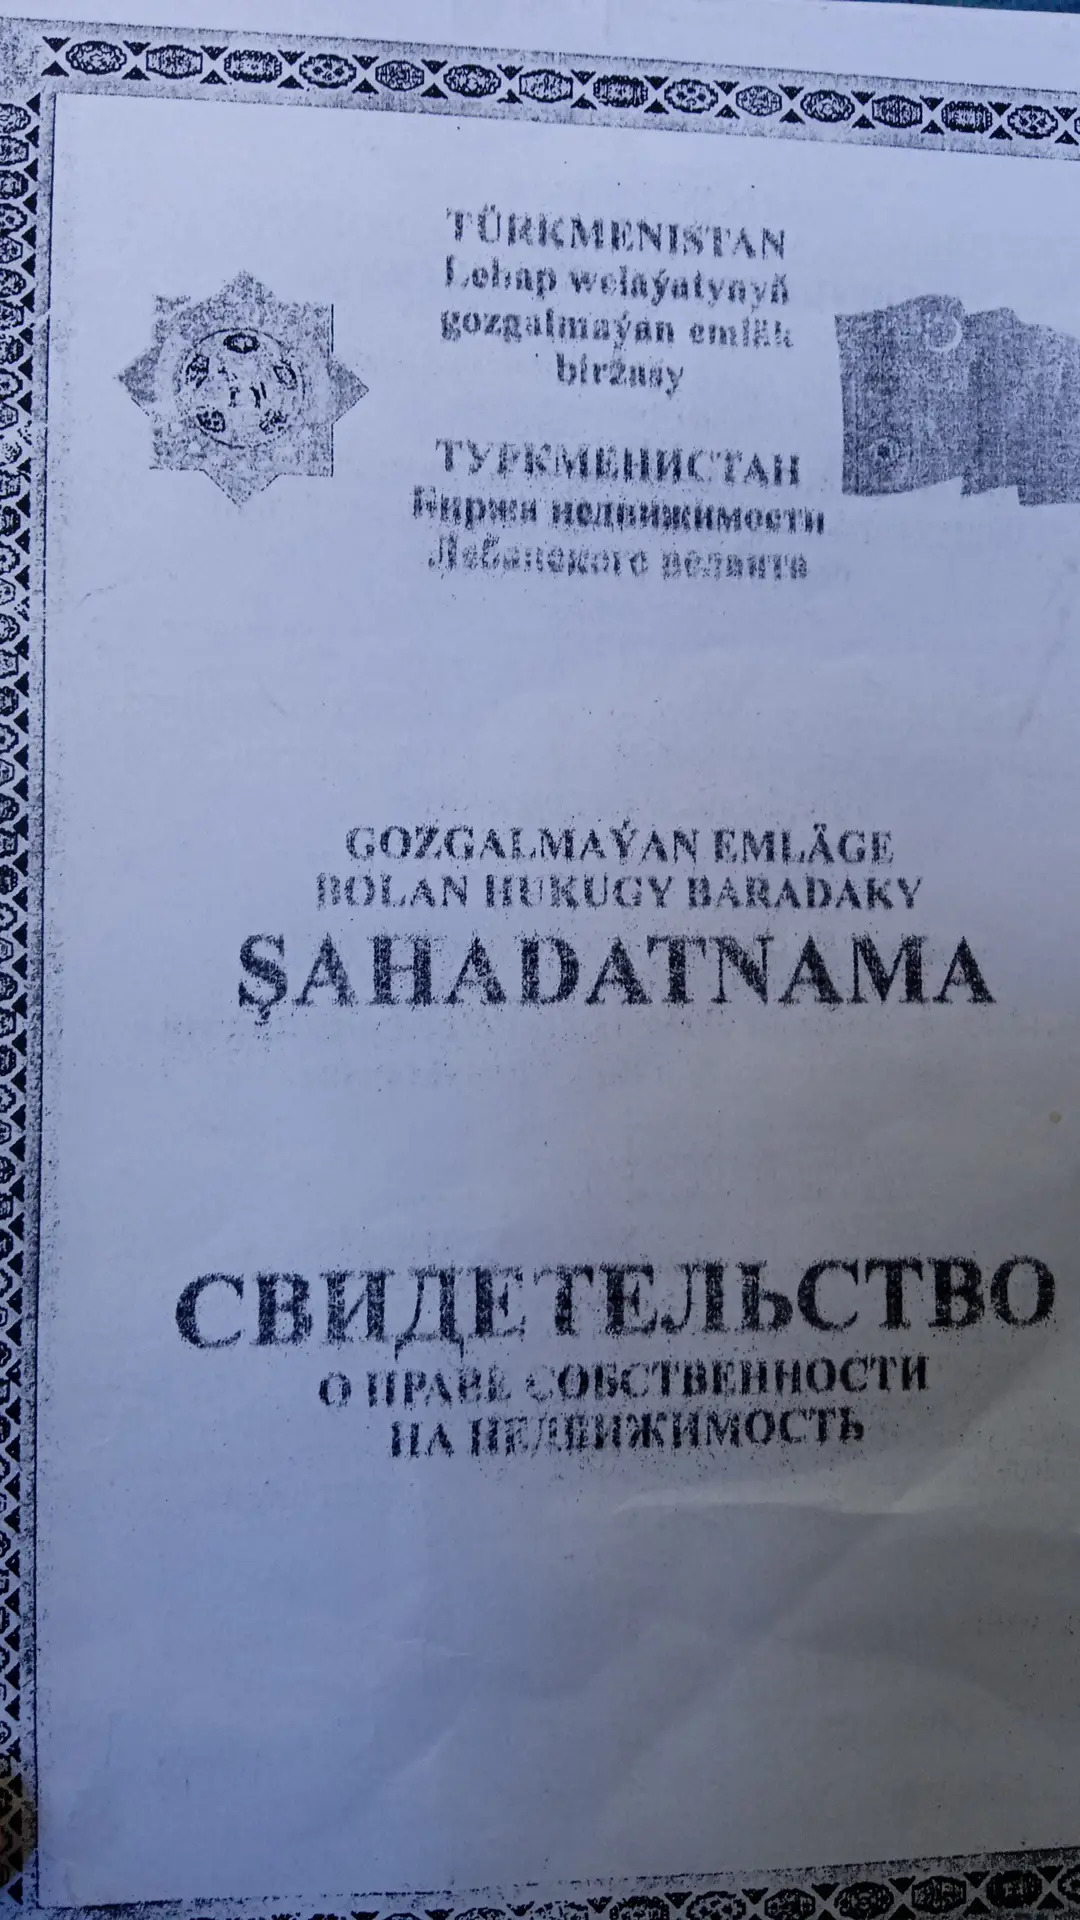 TÜRKMENISTAN
Lebap welaýatynyň
gozgalmaýan emläk
biržasy
ТУРКМЕНИСТАН
Биржа недвижимости
Лебапского велаята
GOZGALMAÝAN EMLÄGE
BOLAN HUKUGY BARADAKY
ŞAHADATNAMA
СВИДЕТЕЛЬСТВО
О ПРАВЕ СОБСТВЕННОСТИ
НА НЕДВИЖИМОСТЬ